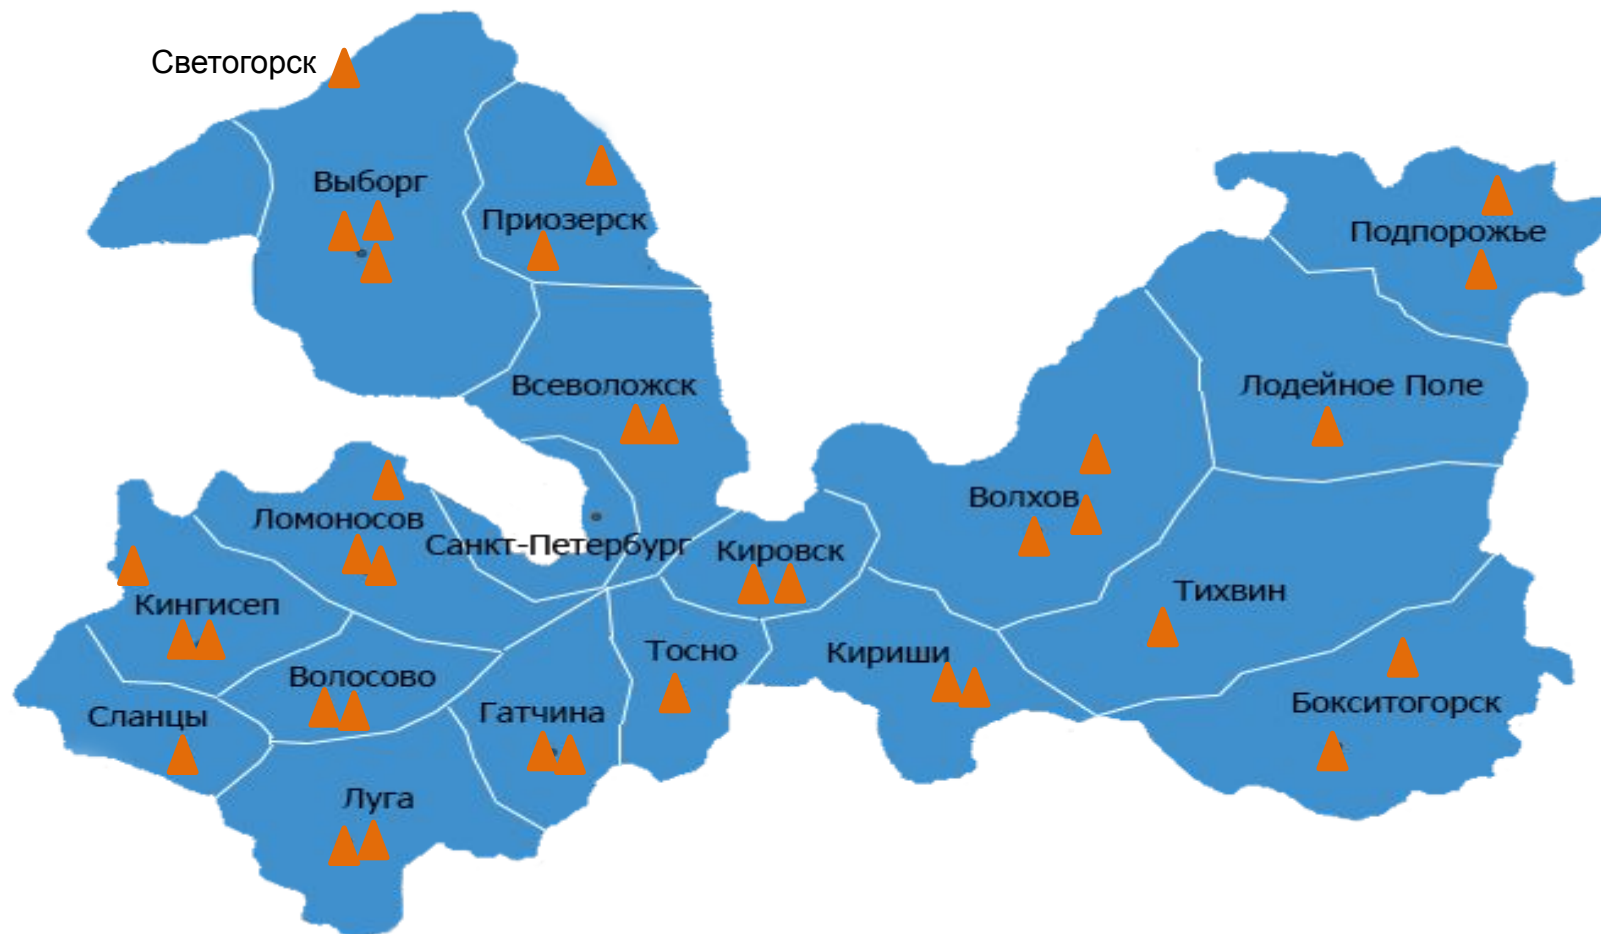 Светогорск
Выборг
Приозерск
Подпорожье
Всеволожск
Лодейное Поле
Волхов
Ломоносов
Санкт-Петербург
Кировск
Тихвин
Кингисеп
Тосно
Кириши
Волосово
Бокситогорск
Сланцы
Гатчина
Луга